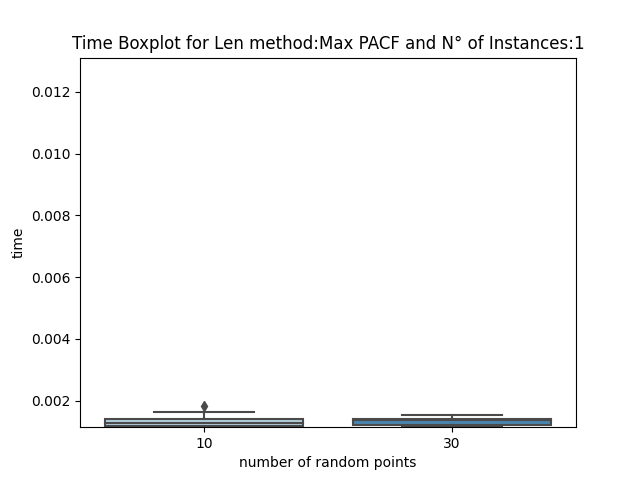 Time Boxplot for Len method:Max PACF and N° of Instances:1
0.012
0.010
0.008
0.006
0.004
0.002
time
10 30
number of random points